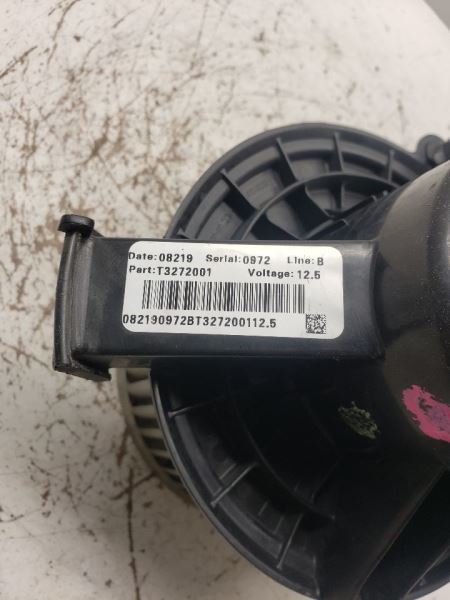 Date:08219 Serial:0972 Line:B
Part:T3272001 Voltage:12.5
082190972BT327200112.5